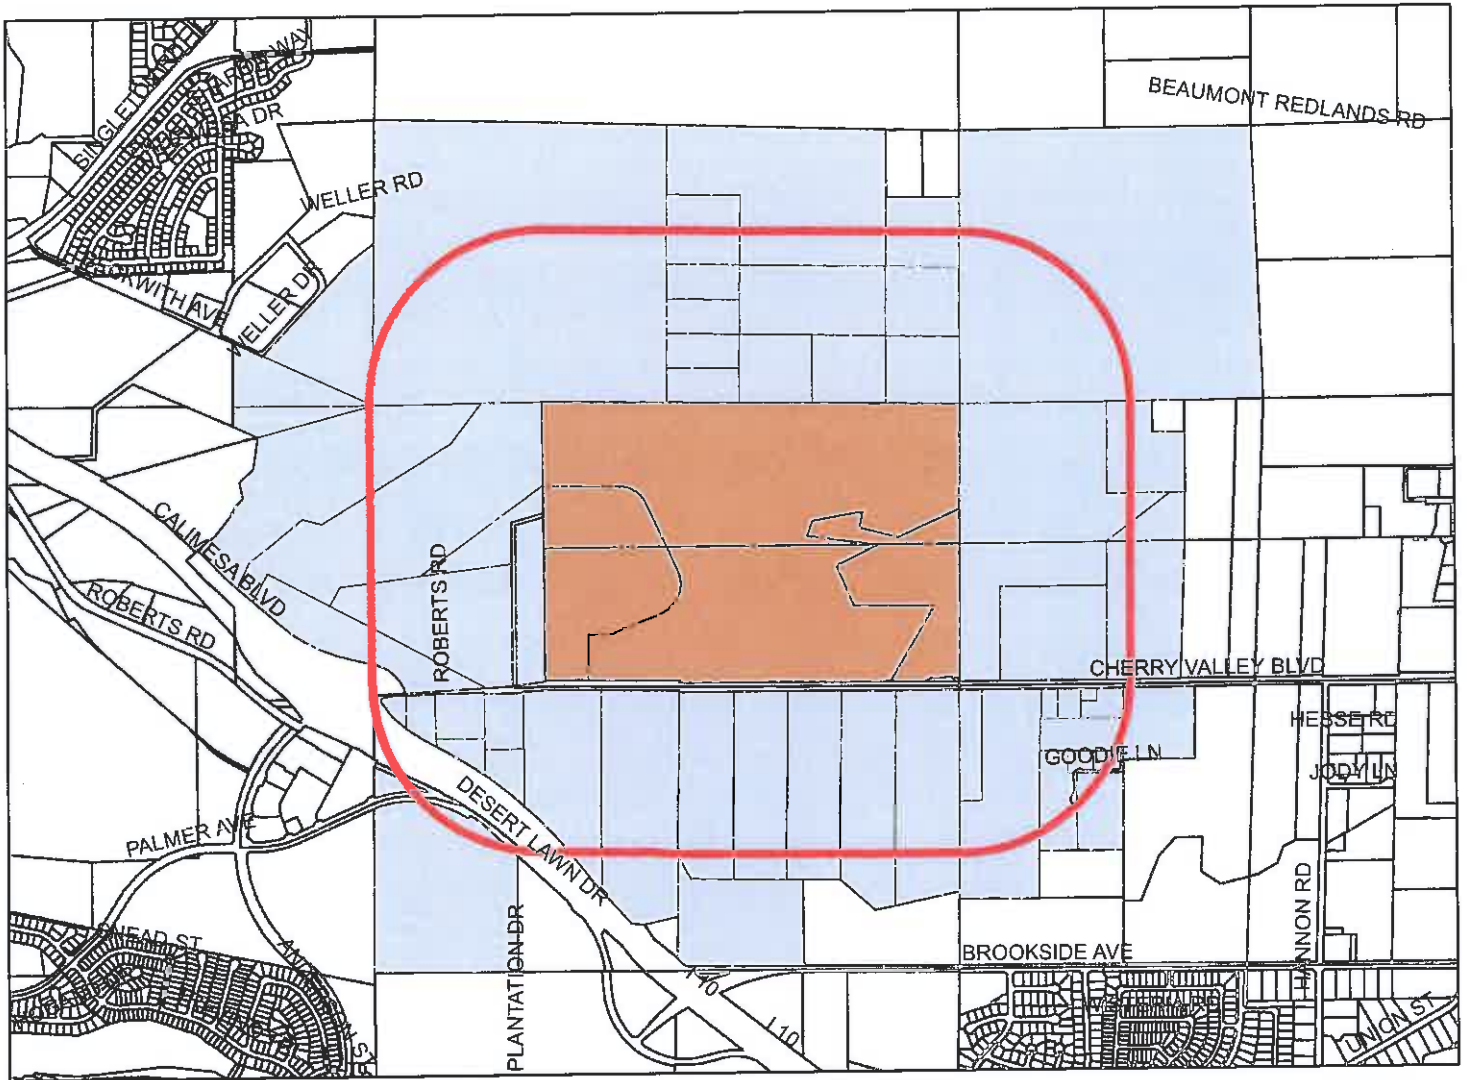 BEAUMONT REDLANDS RD
SINGLETON RD
WELLER RD
WELLER DR
CALIMESA BLVD
ROBERTS RD
ROBERTS RD
CHERRY VALLEY BLVD
HESSE RD
GOODIE LN
JODY LN
DESERT LAWN DR
PALMER AVE
HANNON RD
PLANTATION DR
SNEAD ST
BROOKSIDE AVE
I 10
I 10
UNION ST